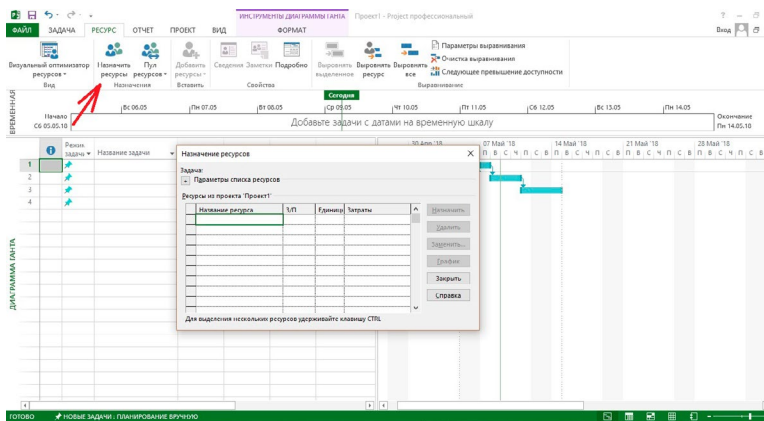 ИНСТРУМЕНТЫ ДИАГРАММЫ ГАНТА
Проект1 - Project профессиональный
ФАЙЛ ЗАДАЧА РЕСУРС ОТЧЕТ ПРОЕКТ ВИД ФОРМАТ
Вход
Визуальный оптимизатор ресурсов
Назначить ресурсы
Пул ресурсов
Добавить ресурсы
Сведения Заметки Подробно
Выровнять выделенное
Выровнять ресурс
Выровнять все
Параметры выравнивания
Очистка выравнивания
Следующее превышение доступности
Вид Назначения Вставить Свойства Выравнивание
ВРЕМЕННАЯ
Сегодня
Вс 06.05 Пн 07.05 Вт 08.05 Ср 09.05 Чт 10.05 Пт 11.05 Сб 12.05 Вс 13.05 Пн 14.05
Начало
Сб 05.05.10
Добавьте задачи с датами на временную шкалу
Окончание
Пн 14.05.10
Режим задачи
Название задачи
30 Апр '18 07 Май '18 14 Май '18 21 Май '18 28 Май '18
П В С Ч П С В П В С Ч П С В П В С Ч П С В П В С Ч П С В
1
2
3
4
ДИАГРАММА ГАНТА
Назначение ресурсов
Задача:
Параметры списка ресурсов
Ресурсы из проекта 'Проект1'
Название ресурса З/П Единицы Затраты
Назначить
Удалить
Заменить...
График
Закрыть
Справка
Для выделения нескольких ресурсов удерживайте клавишу CTRL
ГОТОВО
НОВЫЕ ЗАДАЧИ : ПЛАНИРОВАНИЕ ВРУЧНУЮ